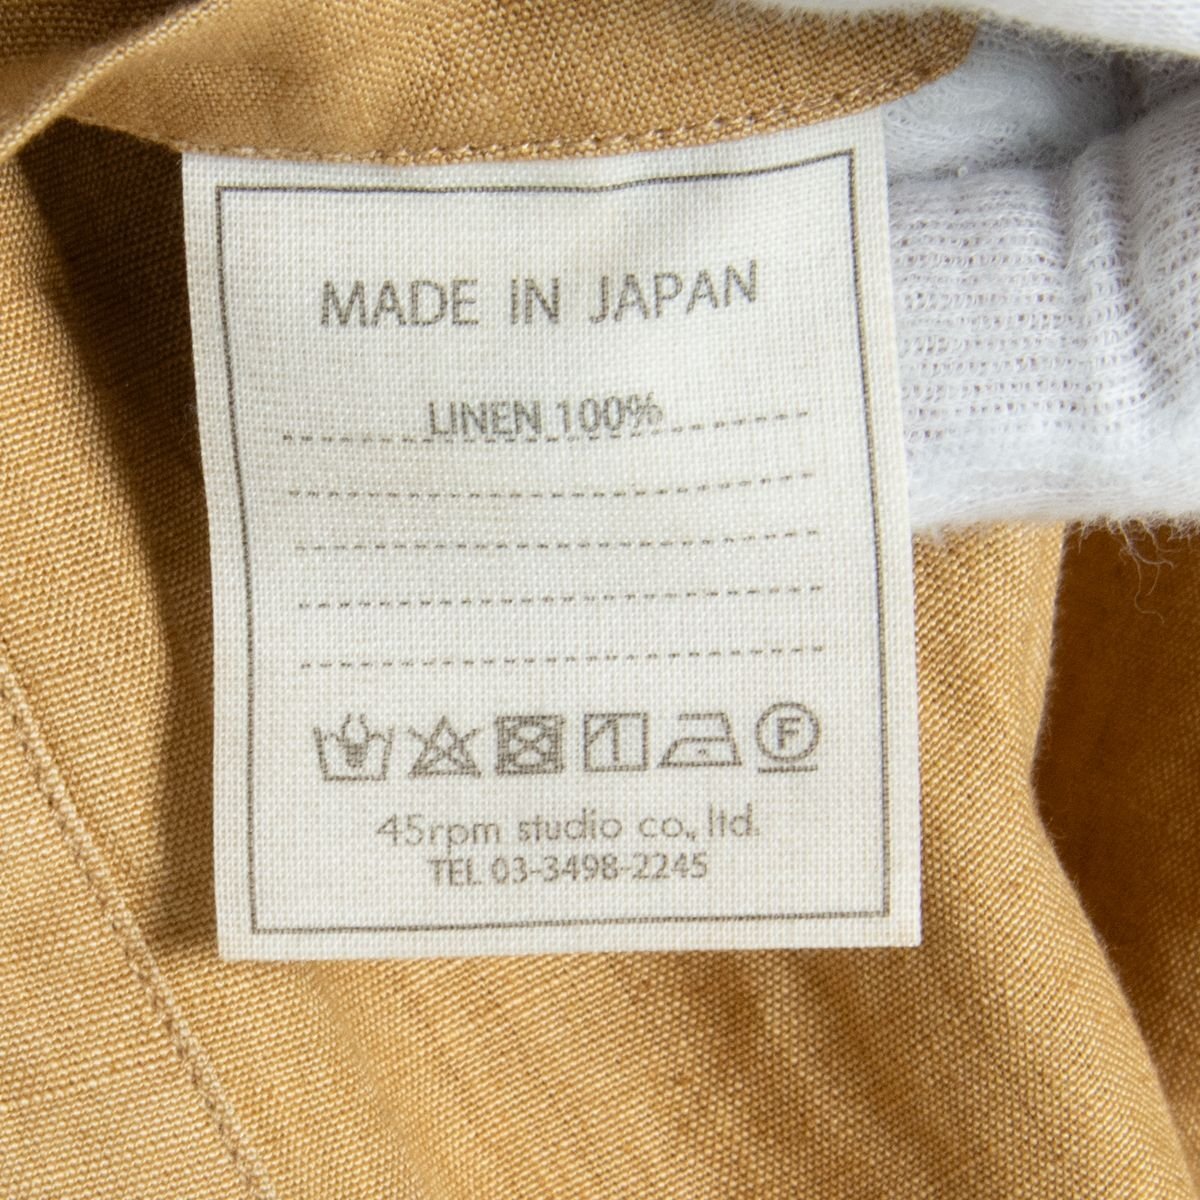 MADE IN JAPAN
LINEN 100%
F
45rpm studio co., ltd.
TEL 03-3498-2245